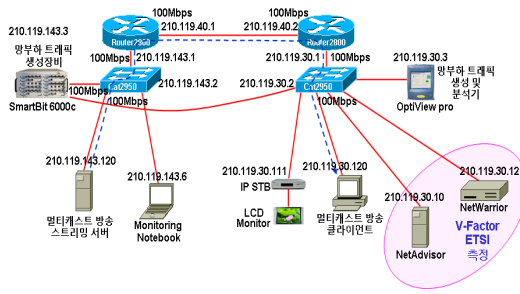 100Mbps
210.119.40.1
210.119.40.2
100Mbps
Router2950
Router2800
210.119.143.3
망부하 트래픽
생성장비
SmartBit 6000c
100Mbps
210.119.143.1
210.119.30.1
100Mbps
210.119.30.3
망부하 트래픽
생성 및
분석기
OptiView pro
100Mbps
Cat2950
210.119.143.2
210.119.30.2
Cat2950
100Mbps
100Mbps
210.119.143.120
멀티캐스트 방송
스트리밍 서버
210.119.143.6
Monitoring
Notebook
210.119.30.111
IP STB
LCD
Monitor
210.119.30.120
멀티캐스트 방송
클라이언트
210.119.30.10
NetAdvisor
210.119.30.12
NetWarrior
V-Factor
ETSI
측정